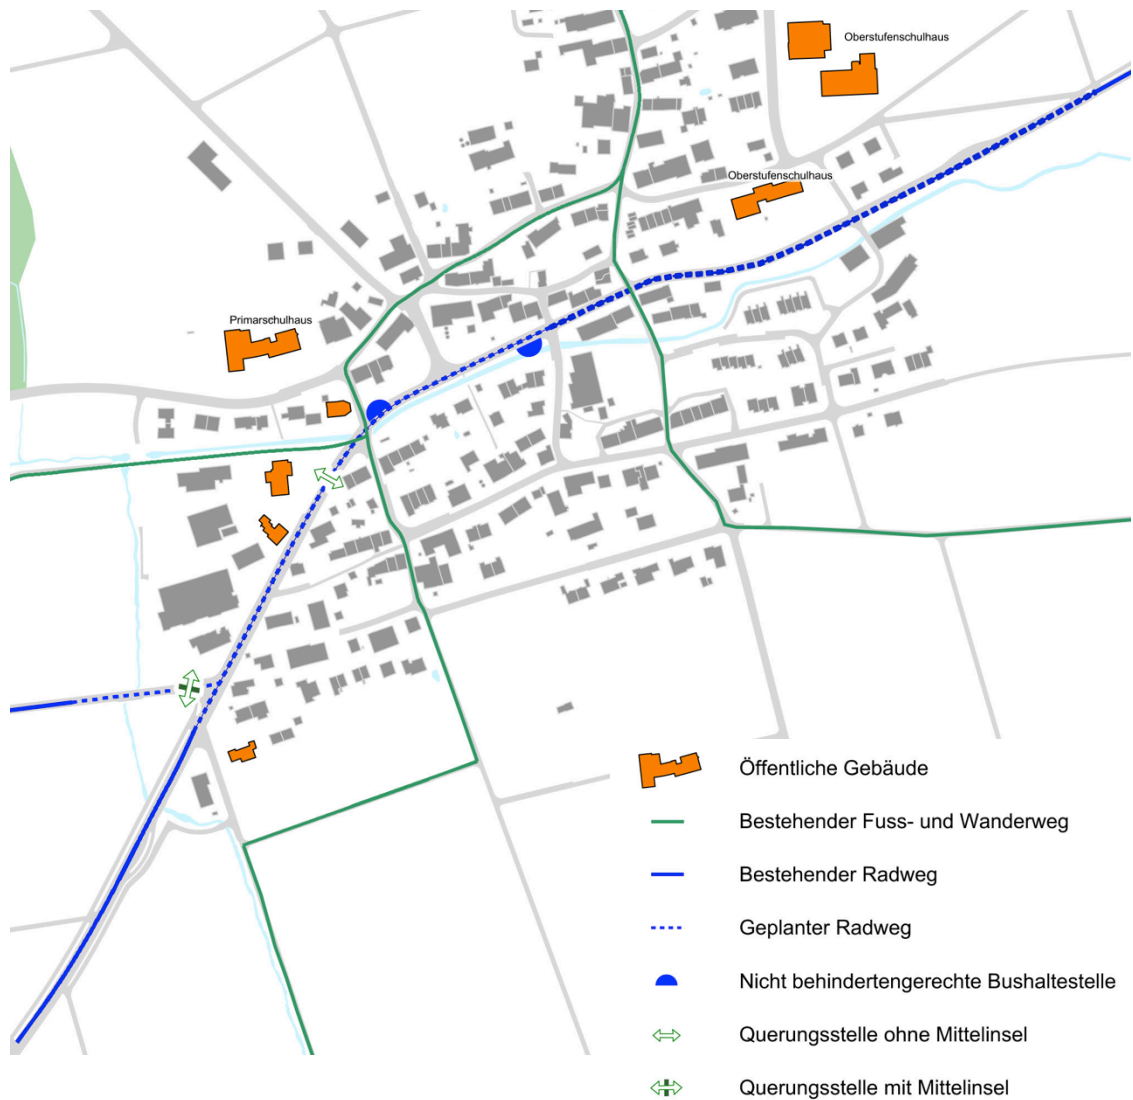 Oberstufenschulhaus
Oberstufenschulhaus
Primarschulhaus
Öffentliche Gebäude
Bestehender Fuss- und Wanderweg
Bestehender Radweg
Geplanter Radweg
Nicht behindertengerechte Bushaltestelle
Querungsstelle ohne Mittelinsel
Querungsstelle mit Mittelinsel